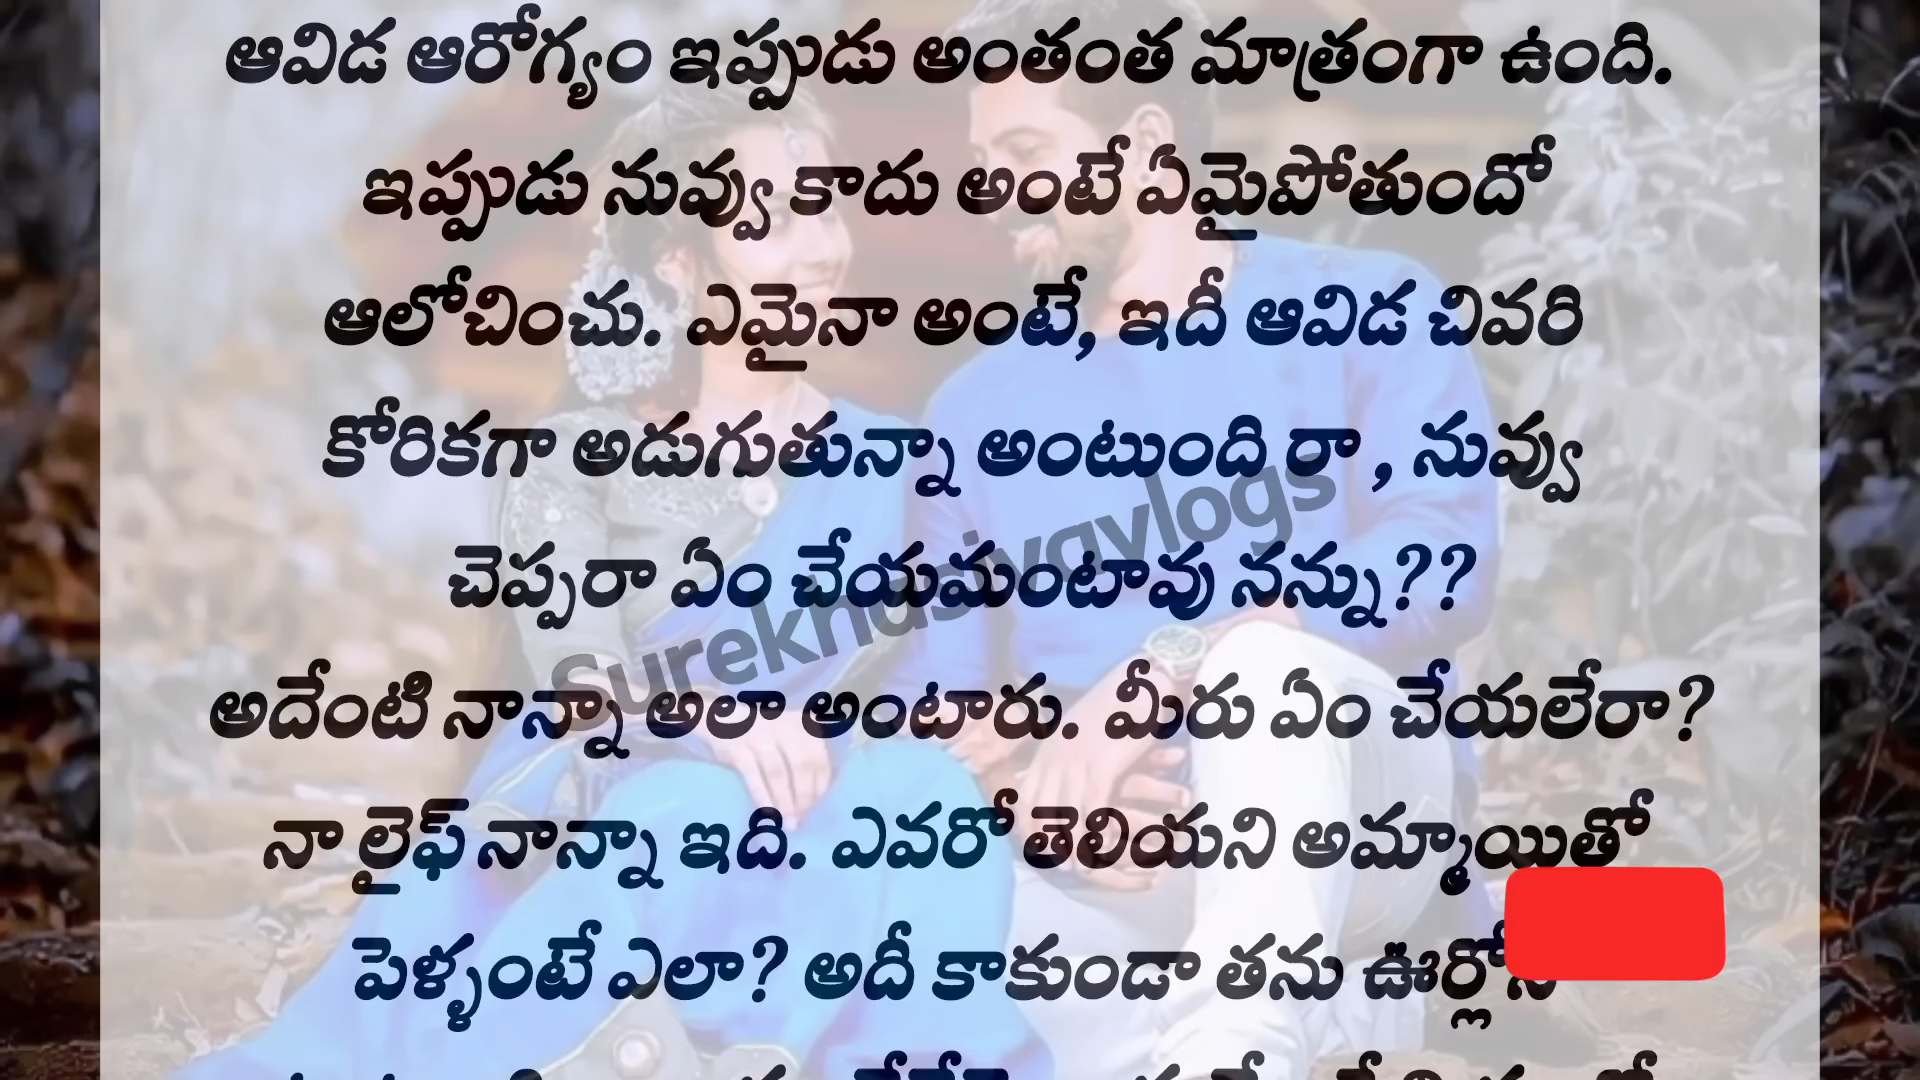 ఆవిడ ఆరోగ్యం ఇప్పుడు అంతంత మాత్రంగా ఉంది.
ఇప్పుడు నువ్వు కాదు అంటే ఏమైపోతుందో
ఆలోచించు. ఎమైనా అంటే, ఇదీ ఆవిడ చివరి
కోరికగా అడుగుతున్నా అంటుంది రా , నువ్వు
చెప్పరా ఏం చేయమంటావు నన్ను??
Surekhasivavlogs
అదేంటి నాన్నా అలా అంటారు. మీరు ఏం చేయలేరా?
నా లైఫ్ నాన్నా ఇది. ఎవరో తెలియని అమ్మాయితో
పెళ్ళంటే ఎలా? అదీ కాకుండా తను